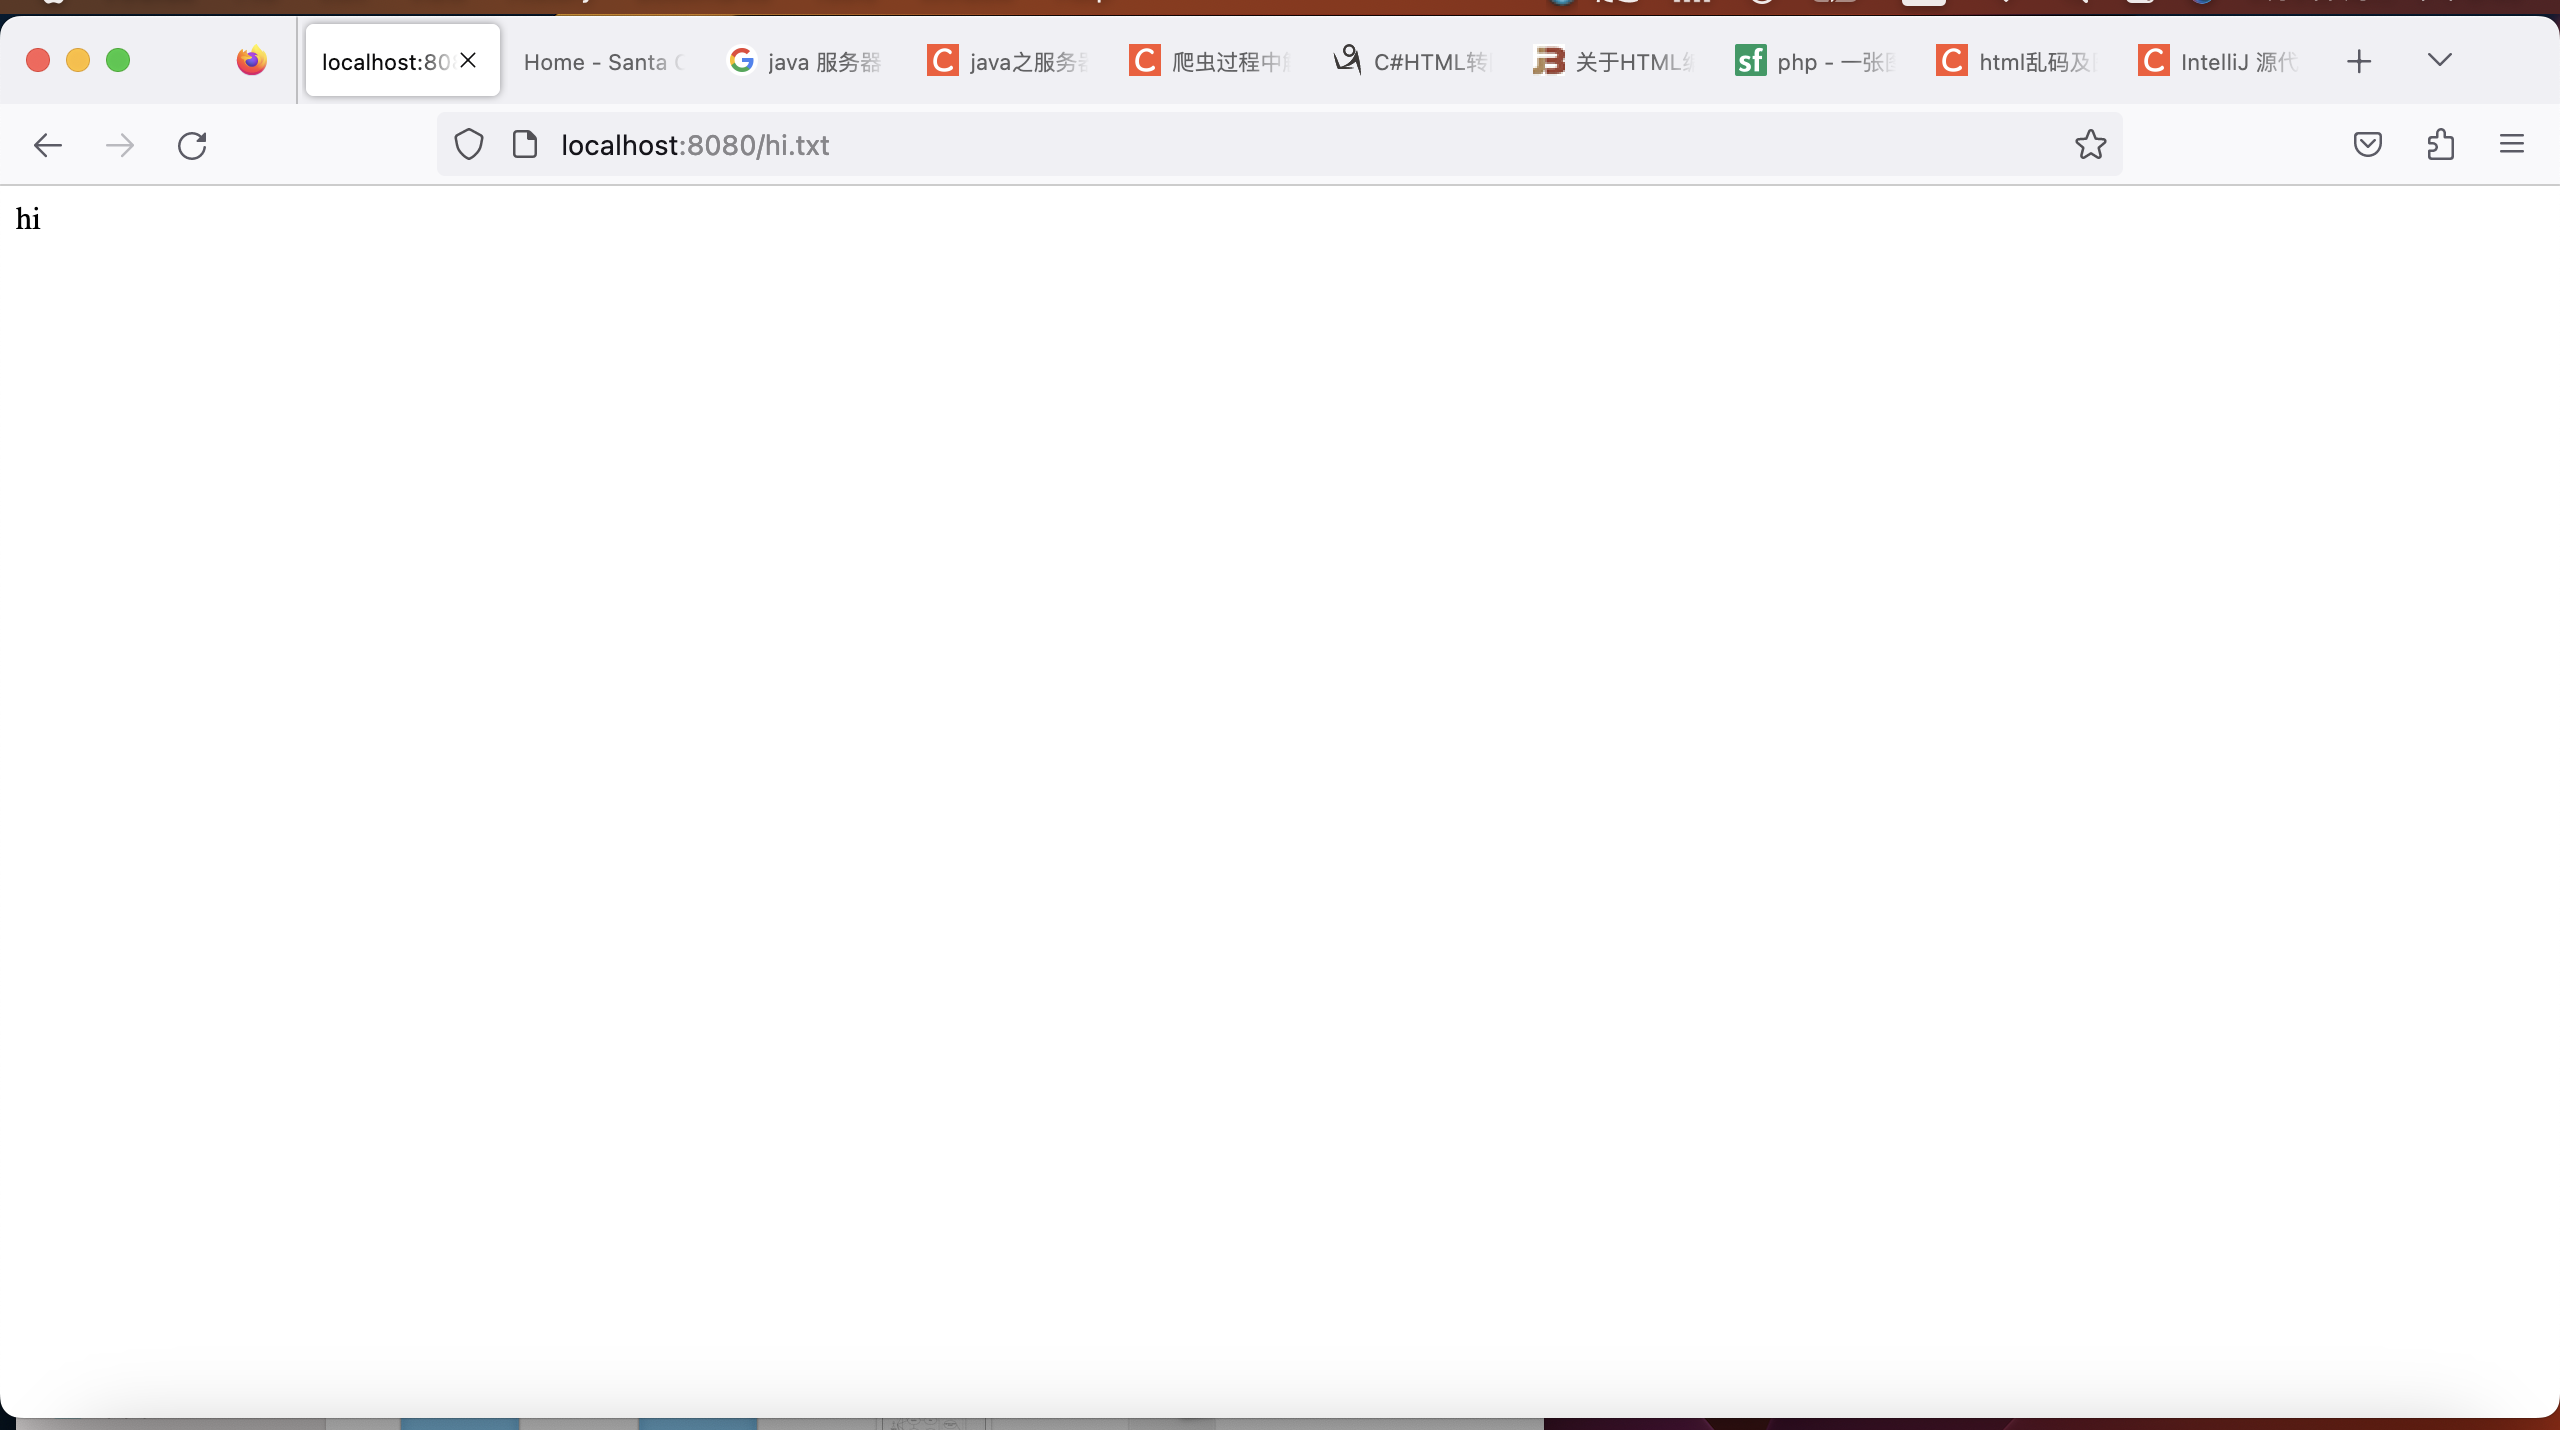 localhost:80
Home - Santa
java 服务器
java之服务
爬虫过程中
C#HTML转
关于HTML
php - 一张
html乱码及
IntelliJ 源代
localhost:8080/hi.txt
hi